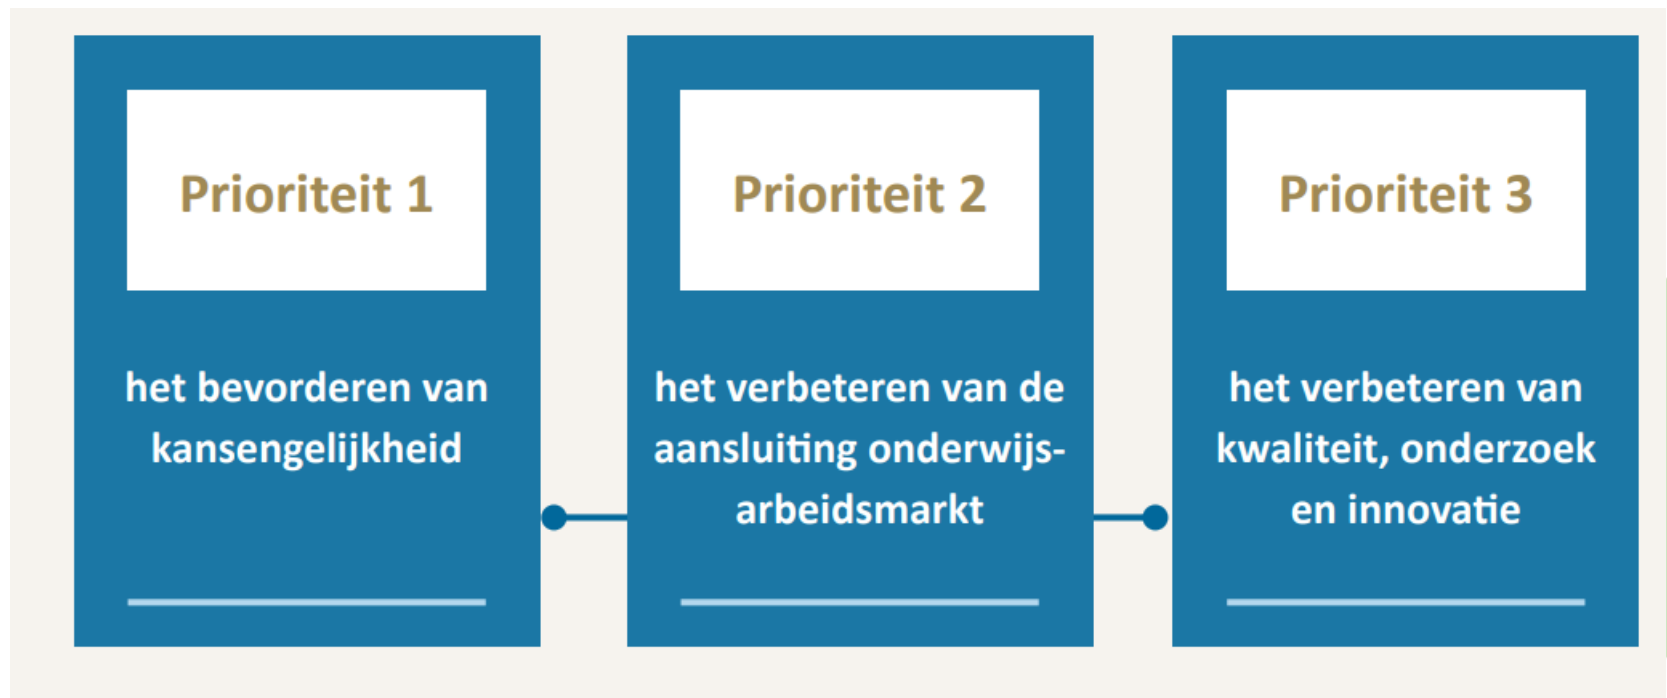 Prioriteit 1
het bevorderen van
kansengelijkheid
Prioriteit 2
het verbeteren van de
aansluiting onderwijs-
arbeidsmarkt
Prioriteit 3
het verbeteren van
kwaliteit, onderzoek
en innovatie